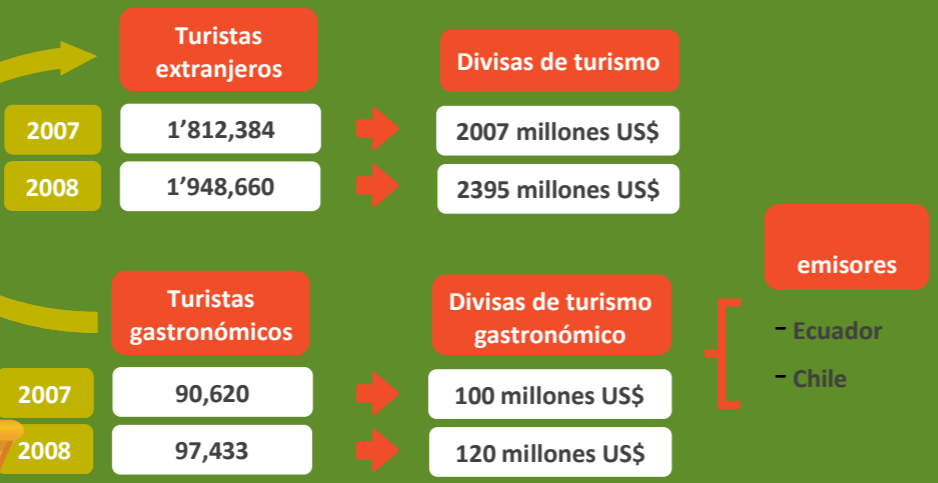 Turistas
extranjeros
Divisas de turismo
2007
1’812,384
2007 millones US$
2008
1’948,660
2395 millones US$
Turistas
gastronómicos
Divisas de turismo
gastronómico
emisores
- Ecuador
- Chile
2007
90,620
100 millones US$
2008
97,433
120 millones US$